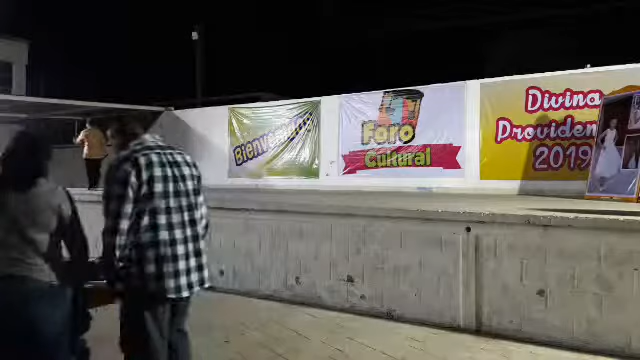 Bienvenidos
Foro
Cultural
Divina
Providen
2019